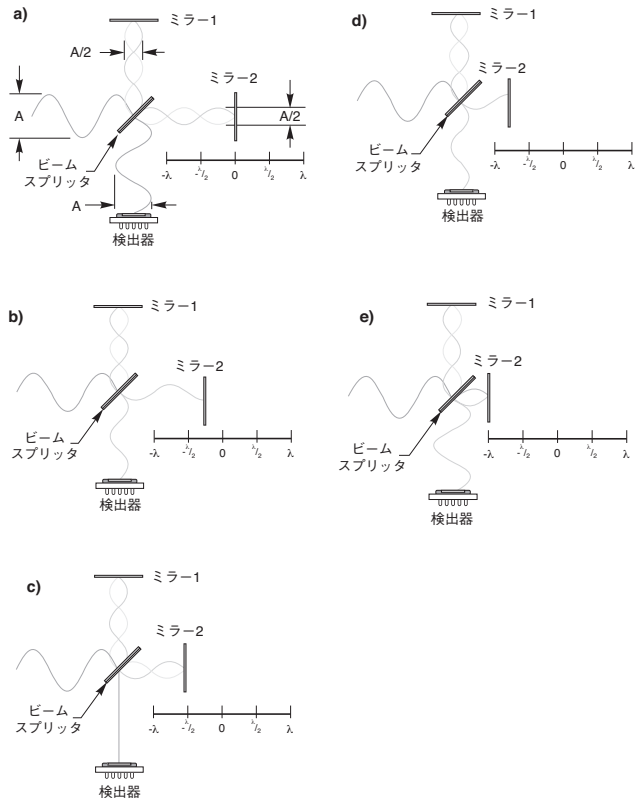 a)
ミラー1
A/2
ミラー2
A
A/2
ビーム
スプリッタ
-λ -λ/2 0 λ/2 λ
A
検出器
d)
ミラー1
ミラー2
ビーム
スプリッタ
-λ -λ/2 0 λ/2 λ
検出器
b)
ミラー1
ミラー2
ビーム
スプリッタ
-λ -λ/2 0 λ/2 λ
検出器
e)
ミラー1
ミラー2
ビーム
スプリッタ
-λ -λ/2 0 λ/2 λ
検出器
c)
ミラー1
ミラー2
ビーム
スプリッタ
-λ -λ/2 0 λ/2 λ
検出器